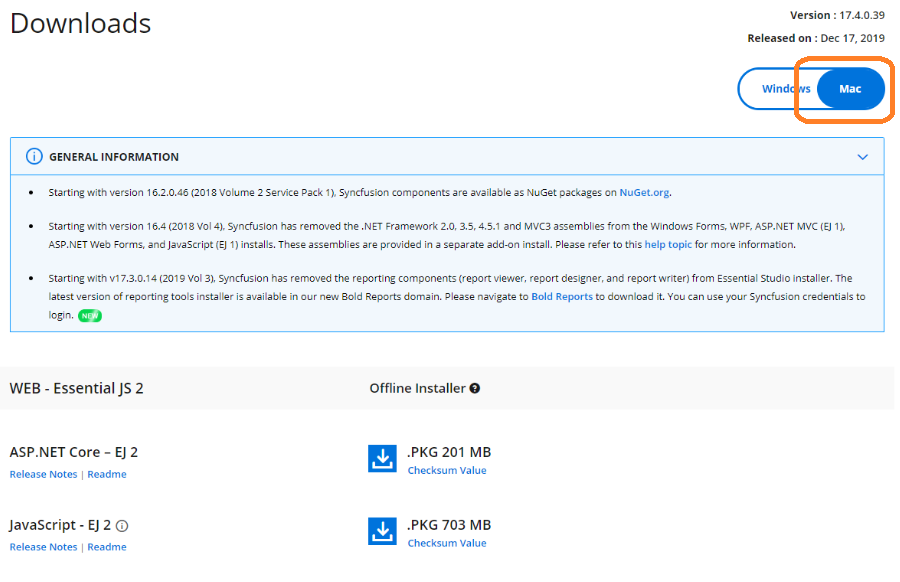 Downloads
Version : 17.4.0.39
Released on : Dec 17, 2019
Windows
Mac
GENERAL INFORMATION
• Starting with version 16.2.0.46 (2018 Volume 2 Service Pack 1), Syncfusion components are available as NuGet packages on NuGet.org.
• Starting with version 16.4 (2018 Vol 4), Syncfusion has removed the .NET Framework 2.0, 3.5, 4.5.1 and MVC3 assemblies from the Windows Forms, WPF, ASP.NET MVC (EJ 1),
ASP.NET Web Forms, and JavaScript (EJ 1) installs. These assemblies are provided in a separate add-on install. Please refer to this help topic for more information.
• Starting with v17.3.0.14 (2019 Vol 3), Syncfusion has removed the reporting components (report viewer, report designer, and report writer) from Essential Studio installer. The
latest version of reporting tools installer is available in our new Bold Reports domain. Please navigate to Bold Reports to download it. You can use your Syncfusion credentials to
login. NEW
WEB - Essential JS 2
Offline Installer
ASP.NET Core – EJ 2
.PKG 201 MB
Release Notes | Readme
Checksum Value
JavaScript - EJ 2
.PKG 703 MB
Release Notes | Readme
Checksum Value